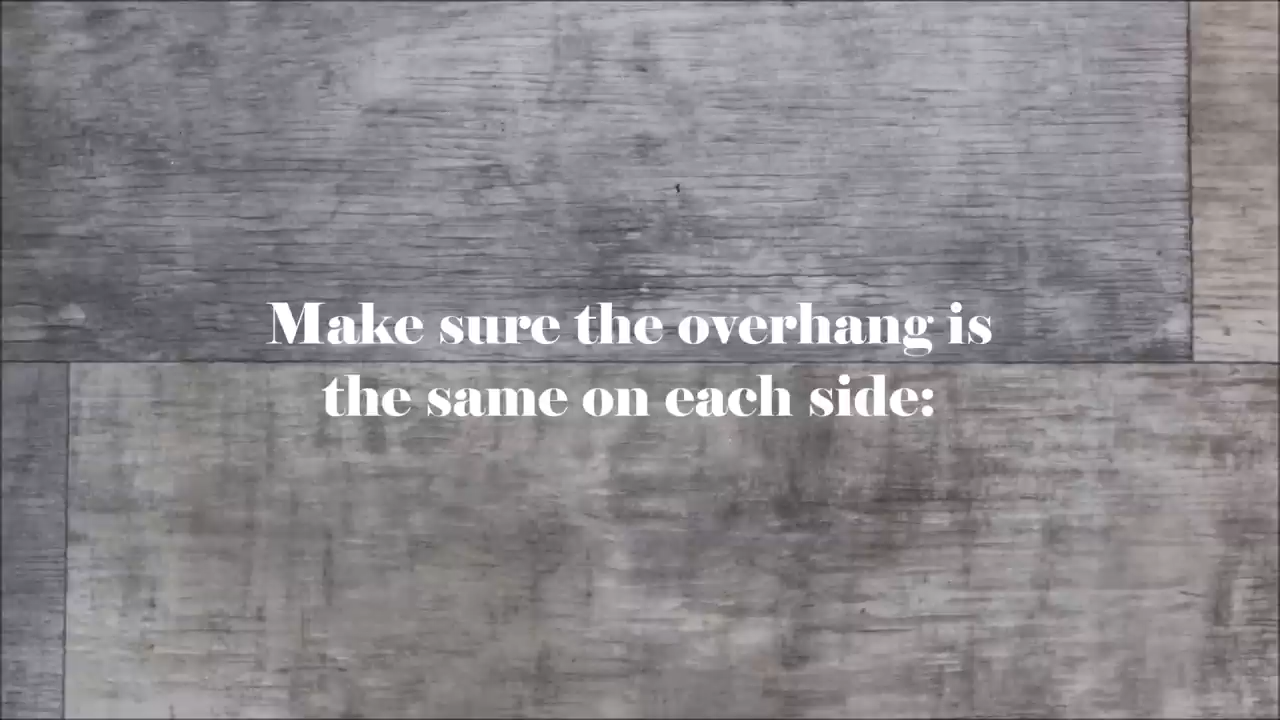 Make sure the overhang is
the same on each side: